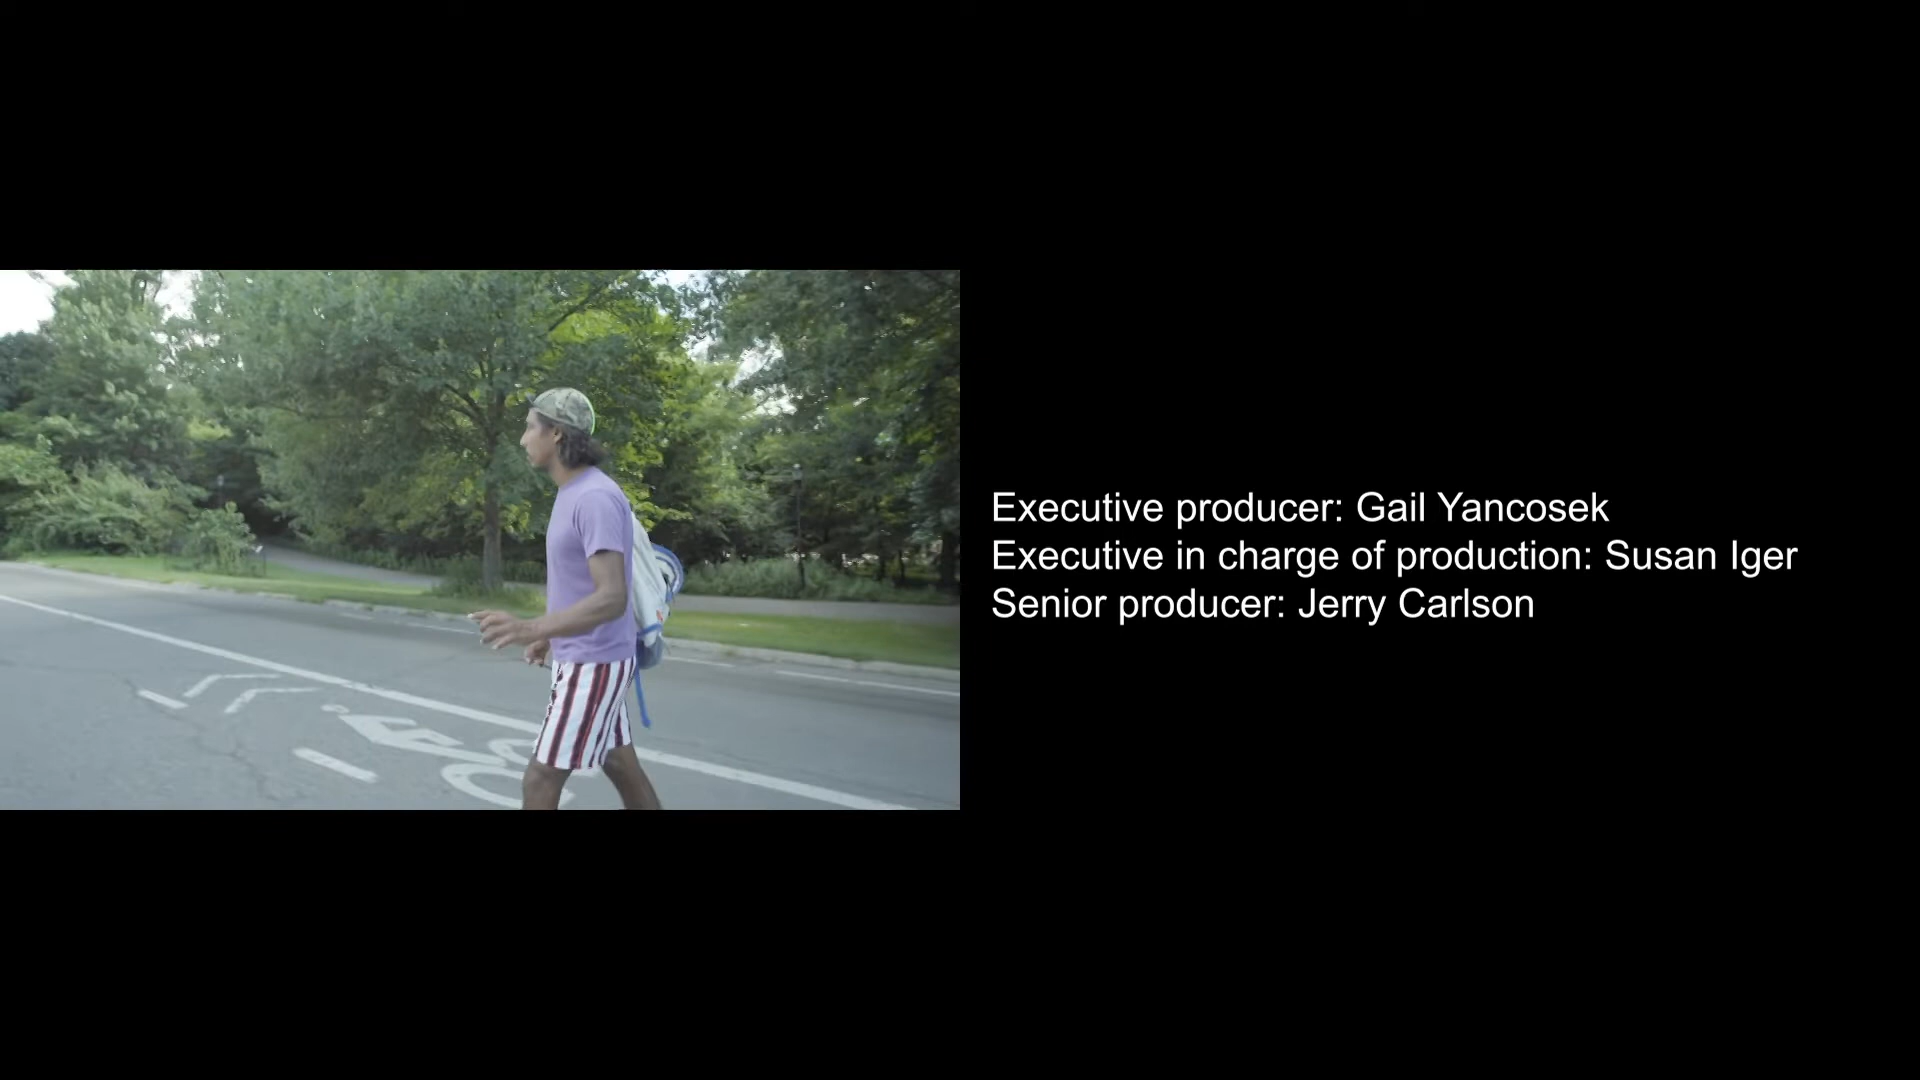 Executive producer: Gail Yancosek
Executive in charge of production: Susan Iger
Senior producer: Jerry Carlson